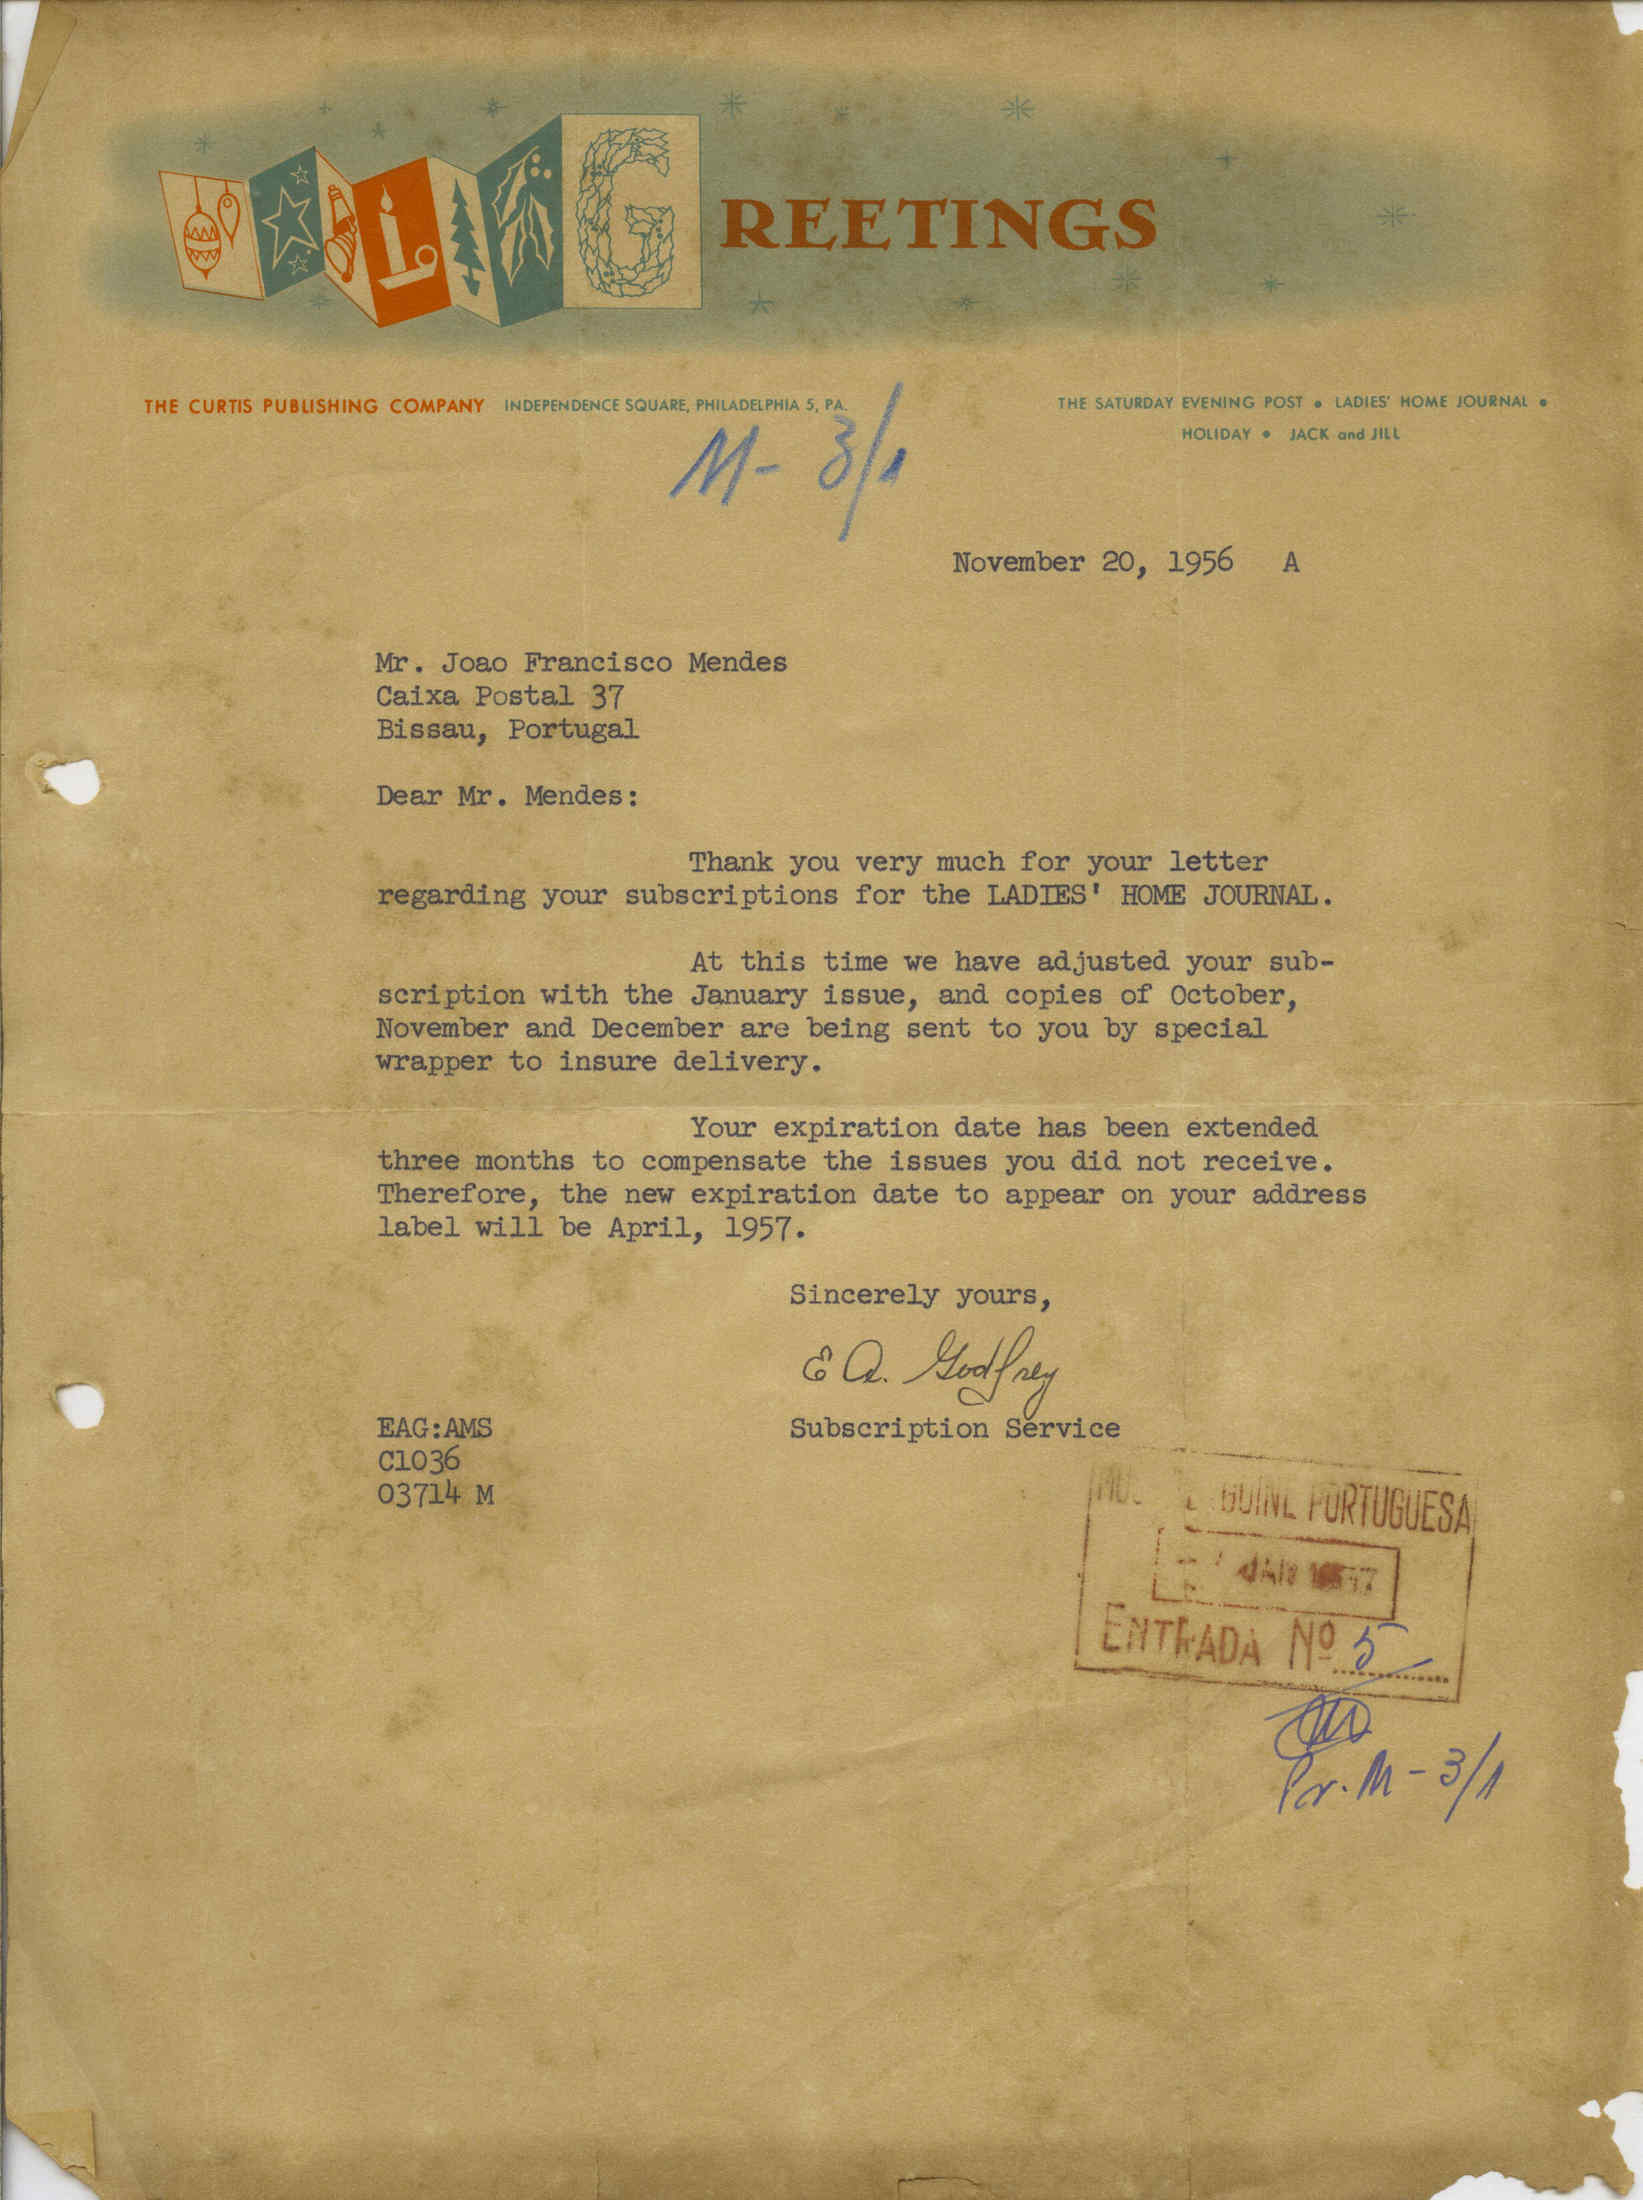 GREETINGS
THE CURTIS PUBLISHING COMPANY INDEPENDENCE SQUARE, PHILADELPHIA 5, PA.
THE SATURDAY EVENING POST • LADIES' HOME JOURNAL •
HOLIDAY • JACK and JILL
M- 3/1
November 20, 1956 A
Mr. Joao Francisco Mendes
Caixa Postal 37
Bissau, Portugal
Dear Mr. Mendes:
Thank you very much for your letter
regarding your subscriptions for the LADIES' HOME JOURNAL.
At this time we have adjusted your sub-
scription with the January issue, and copies of October,
November and December are being sent to you by special
wrapper to insure delivery.
Your expiration date has been extended
three months to compensate the issues you did not receive.
Therefore, the new expiration date to appear on your address
label will be April, 1957.
Sincerely yours,
E A. Godfrey
Subscription Service
EAG:AMS
C1036
03714 M
GUINÉ PORTUGUESA
JAN 1957
ENTRADA Nº 5
Pr. M - 3/1